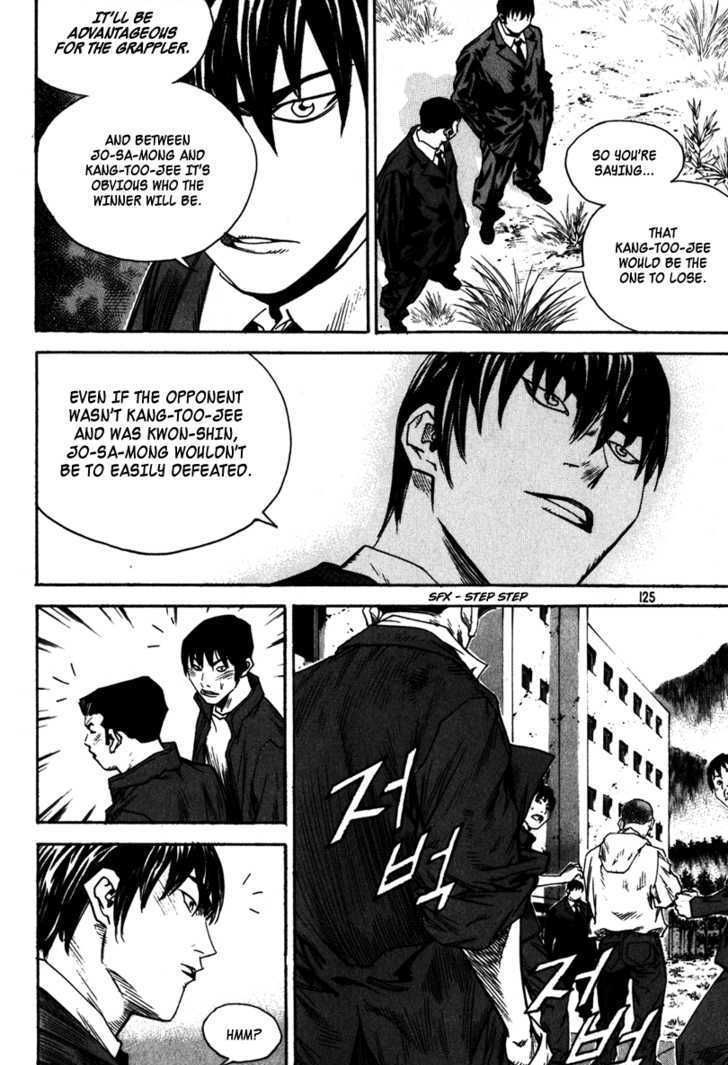 IT'LL BE
ADVANTAGEOUS
FOR THE GRAPPLER.
AND BETWEEN
JO-SA-MONG AND
KANG-TOO-JEE IT'S
OBVIOUS WHO THE
WINNER WILL BE.
SO YOU'RE
SAYING...
THAT
KANG-TOO-JEE
WOULD BE THE
ONE TO LOSE.
EVEN IF THE OPPONENT
WASN'T KANG-TOO-JEE
AND WAS KWON-SHIN,
JO-SA-MONG WOULDN'T
BE TO EASILY DEFEATED.
SFX - STEP STEP
125
저
벅
저
벅
HMM?